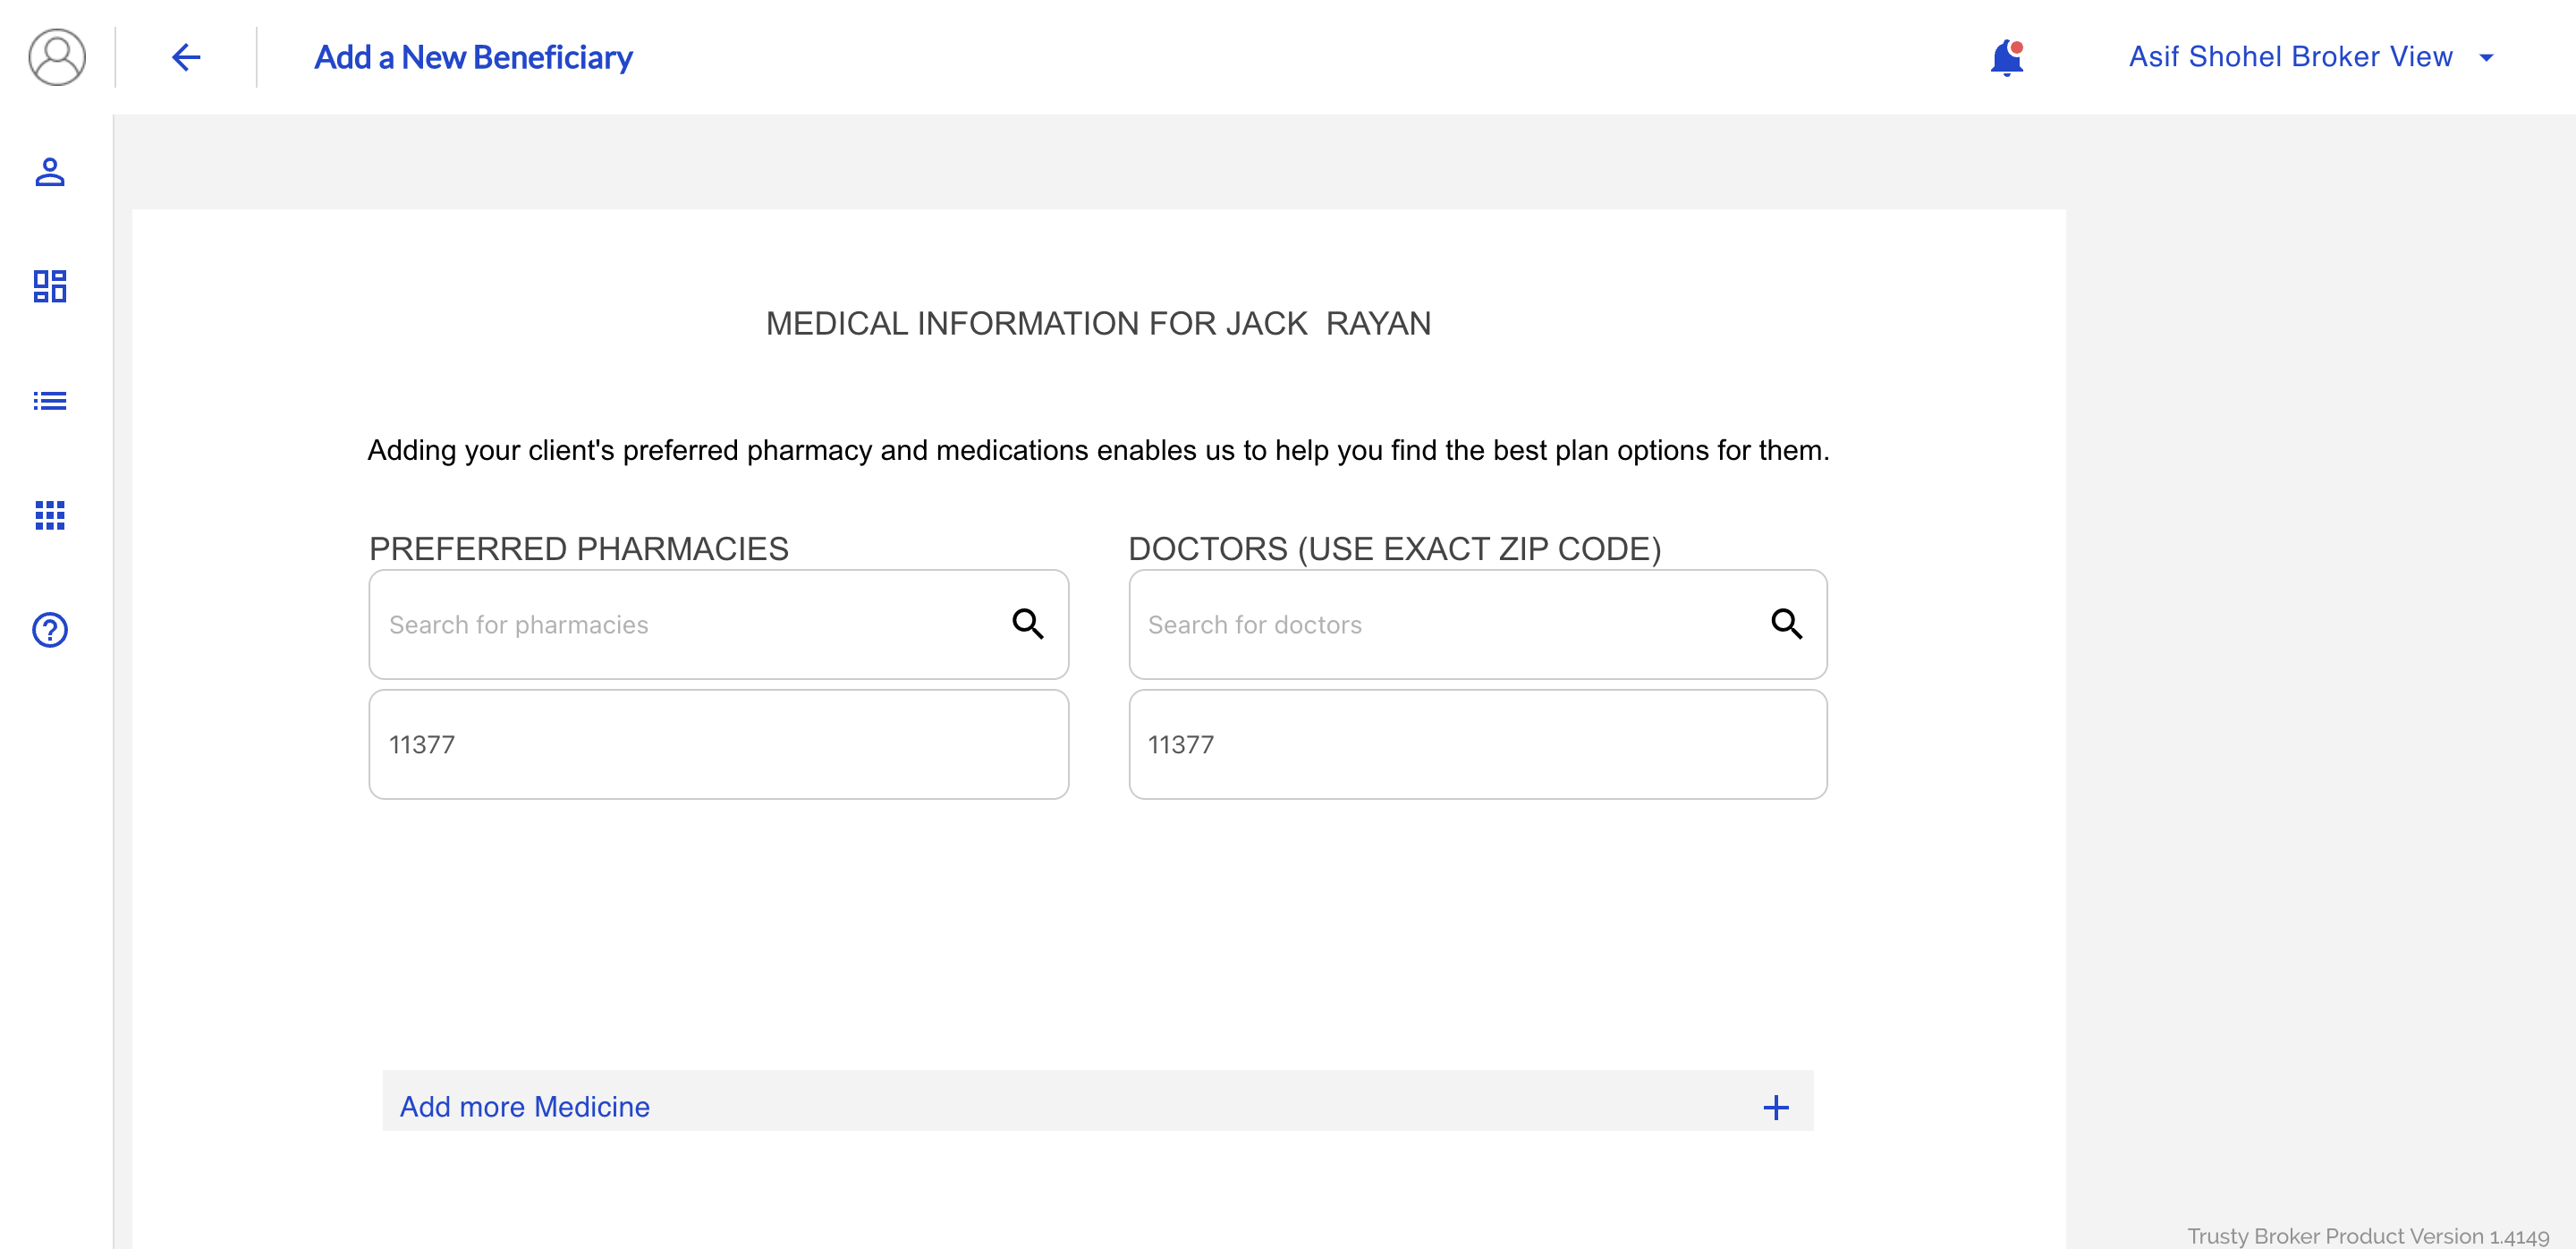 Add a New Beneficiary
Asif Shohel Broker View
MEDICAL INFORMATION FOR JACK  RAYAN
Adding your client's preferred pharmacy and medications enables us to help you find the best plan options for them.
PREFERRED PHARMACIES
Search for pharmacies
11377
DOCTORS (USE EXACT ZIP CODE)
Search for doctors
11377
Add more Medicine
Trusty Broker Product Version 1.4149